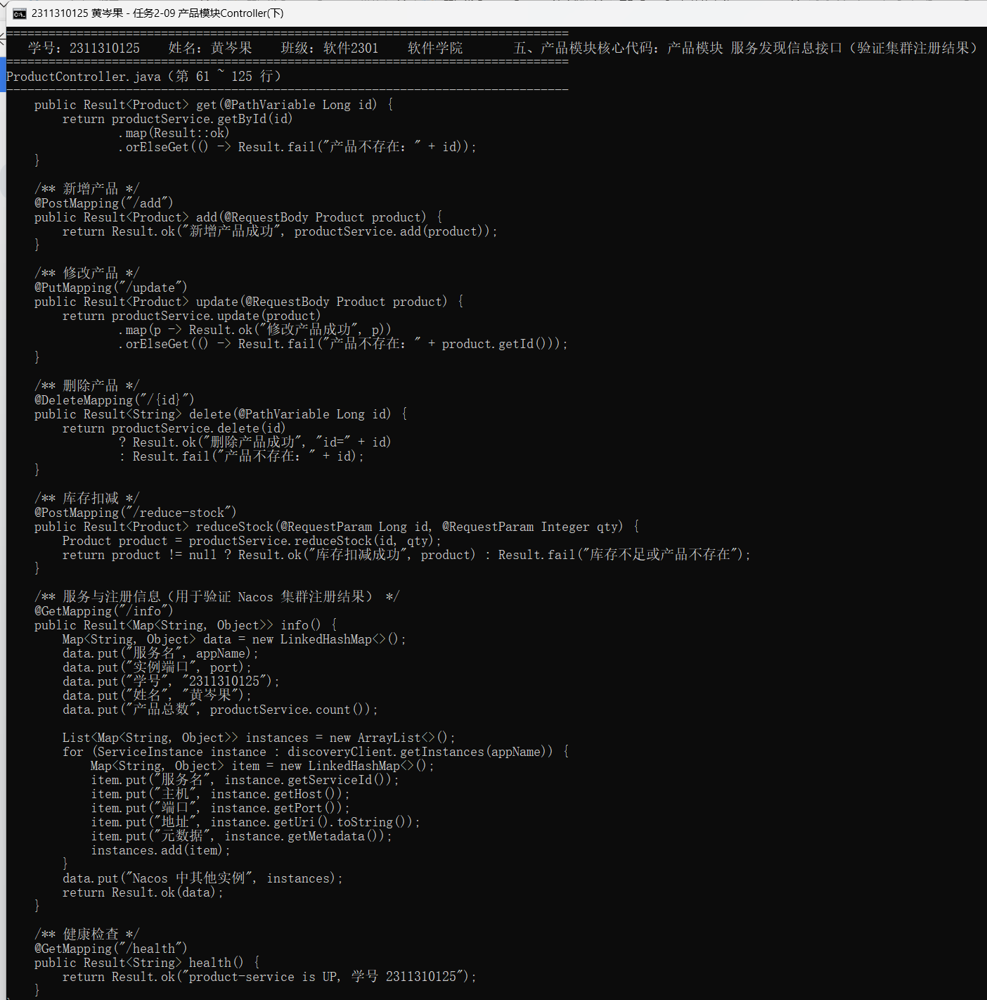 2311310125 黄岑果 - 任务2-09 产品模块Controller(下)
================================================================================
学号：2311310125    姓名：黄岑果    班级：软件2301    软件学院       五、产品模块核心代码：产品模块 服务发现信息接口（验证集群注册结果）
================================================================================
ProductController.java（第 61 ~ 125 行）
--------------------------------------------------------------------------------
    public Result<Product> get(@PathVariable Long id) {
        return productService.getById(id)
                .map(Result::ok)
                .orElseGet(() -> Result.fail("产品不存在：" + id));
    }

    /** 新增产品 */
    @PostMapping("/add")
    public Result<Product> add(@RequestBody Product product) {
        return Result.ok("新增产品成功", productService.add(product));
    }

    /** 修改产品 */
    @PutMapping("/update")
    public Result<Product> update(@RequestBody Product product) {
        return productService.update(product)
                .map(p -> Result.ok("修改产品成功", p))
                .orElseGet(() -> Result.fail("产品不存在：" + product.getId()));
    }

    /** 删除产品 */
    @DeleteMapping("/{id}")
    public Result<String> delete(@PathVariable Long id) {
        return productService.delete(id)
                ? Result.ok("删除产品成功", "id=" + id)
                : Result.fail("产品不存在：" + id);
    }

    /** 库存扣减 */
    @PostMapping("/reduce-stock")
    public Result<Product> reduceStock(@RequestParam Long id, @RequestParam Integer qty) {
        Product product = productService.reduceStock(id, qty);
        return product != null ? Result.ok("库存扣减成功", product) : Result.fail("库存不足或产品不存在");
    }

    /** 服务与注册信息（用于验证 Nacos 集群注册结果） */
    @GetMapping("/info")
    public Result<Map<String, Object>> info() {
        Map<String, Object> data = new LinkedHashMap<>();
        data.put("服务名", appName);
        data.put("实例端口", port);
        data.put("学号", "2311310125");
        data.put("姓名", "黄岑果");
        data.put("产品总数", productService.count());

        List<Map<String, Object>> instances = new ArrayList<>();
        for (ServiceInstance instance : discoveryClient.getInstances(appName)) {
            Map<String, Object> item = new LinkedHashMap<>();
            item.put("服务名", instance.getServiceId());
            item.put("主机", instance.getHost());
            item.put("端口", instance.getPort());
            item.put("地址", instance.getUri().toString());
            item.put("元数据", instance.getMetadata());
            instances.add(item);
        }
        data.put("Nacos 中其他实例", instances);
        return Result.ok(data);
    }

    /** 健康检查 */
    @GetMapping("/health")
    public Result<String> health() {
        return Result.ok("product-service is UP, 学号 2311310125");
    }